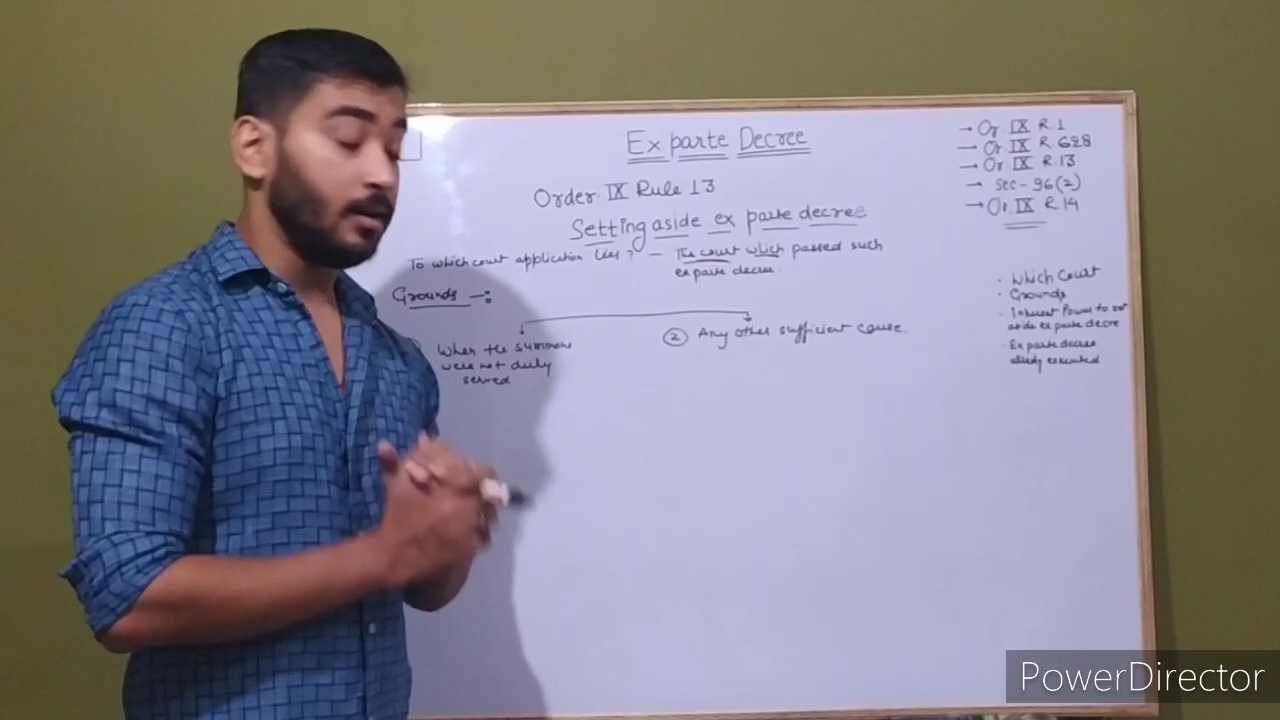 Ex parte Decree
Order. IX Rule 13
Setting aside ex parte decree
To which court application lies? — The court which passed such
ex parte decree
Grounds —:
When the summons
were not duly
served
② Any other sufficient cause.
→ Or IX R.1
→ Or IX R.6&8
→ Or IX R.13
→ Sec - 96(2)
→ Or IX R.14
· Which Court
· Grounds
· Inherent Power to set
aside ex parte decre
· Ex parte decree
already executed
PowerDirector